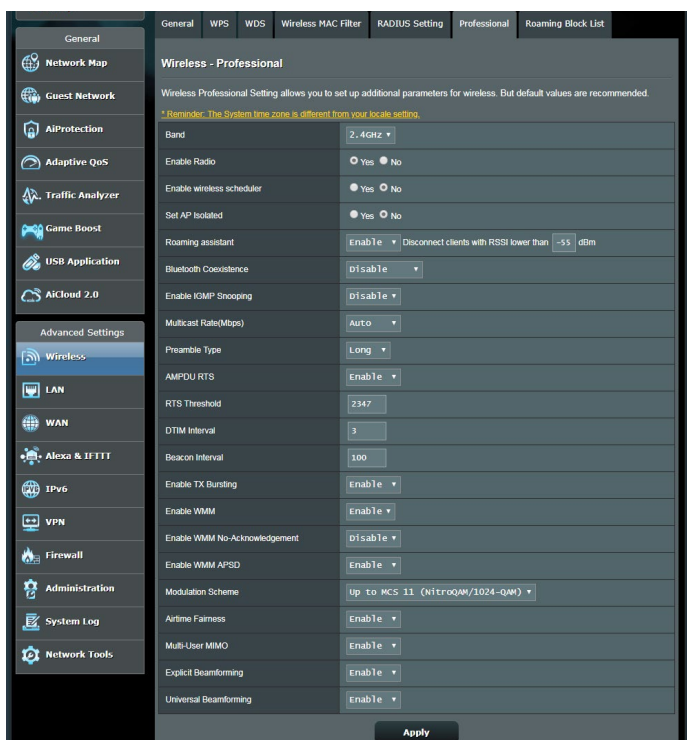 General WPS WDS Wireless MAC Filter RADIUS Setting Professional Roaming Block List
General
Network Map
Guest Network
AiProtection
Adaptive QoS
Traffic Analyzer
Game Boost
USB Application
AiCloud 2.0
Advanced Settings
Wireless
LAN
WAN
Alexa & IFTTT
IPv6
VPN
Firewall
Administration
System Log
Network Tools
Wireless - Professional
Wireless Professional Setting allows you to set up additional parameters for wireless. But default values are recommended.
* Reminder: The System time zone is different from your locale setting.
Band 2.4GHz
Enable Radio Yes No
Enable wireless scheduler Yes No
Set AP Isolated Yes No
Roaming assistant Enable Disconnect clients with RSSI lower than -55 dBm
Bluetooth Coexistence Disable
Enable IGMP Snooping Disable
Multicast Rate(Mbps) Auto
Preamble Type Long
AMPDU RTS Enable
RTS Threshold 2347
DTIM Interval 3
Beacon Interval 100
Enable TX Bursting Enable
Enable WMM Enable
Enable WMM No-Acknowledgement Disable
Enable WMM APSD Enable
Modulation Scheme Up to MCS 11 (NitroQAM/1024-QAM)
Airtime Fairness Enable
Multi-User MIMO Enable
Explicit Beamforming Enable
Universal Beamforming Enable
Apply